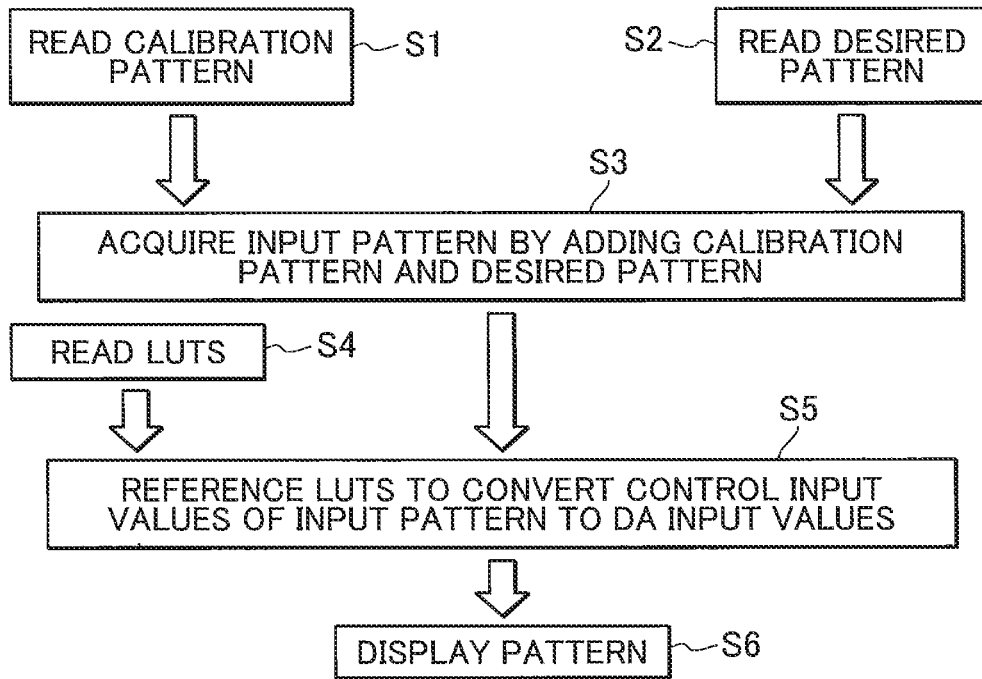 READ CALIBRATION
PATTERN
S1
S2
READ DESIRED
PATTERN
S3
ACQUIRE INPUT PATTERN BY ADDING CALIBRATION
PATTERN AND DESIRED PATTERN
READ LUTS
S4
S5
REFERENCE LUTS TO CONVERT CONTROL INPUT
VALUES OF INPUT PATTERN TO DA INPUT VALUES
DISPLAY PATTERN
S6